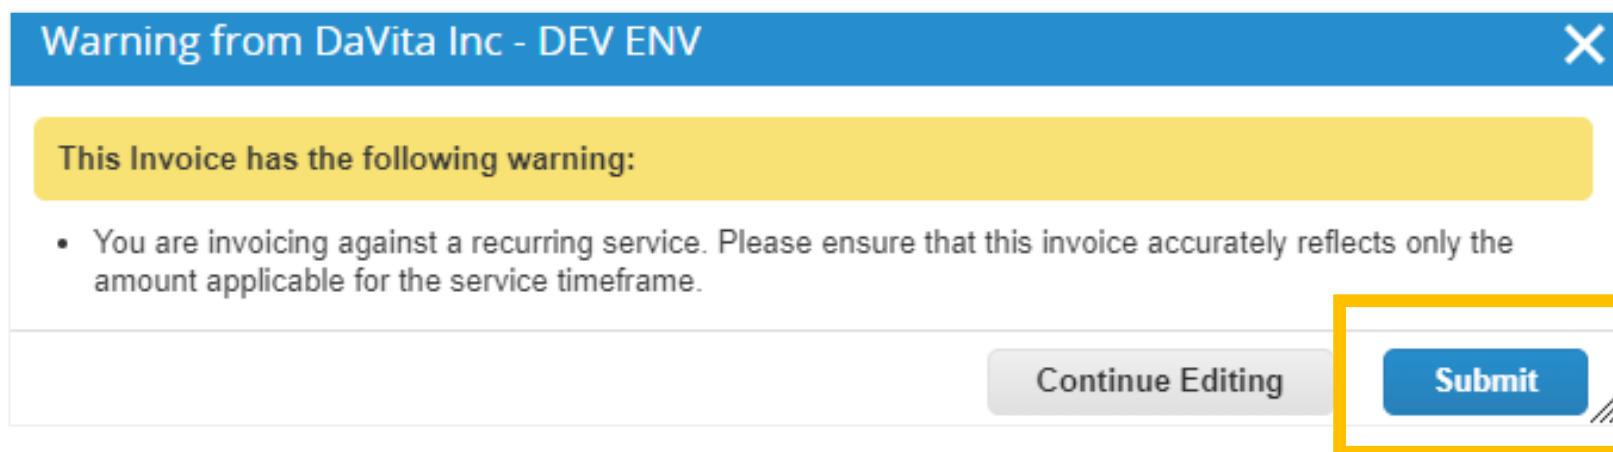 Warning from DaVita Inc - DEV ENV
This Invoice has the following warning:
You are invoicing against a recurring service. Please ensure that this invoice accurately reflects only the
amount applicable for the service timeframe.
Continue Editing
Submit